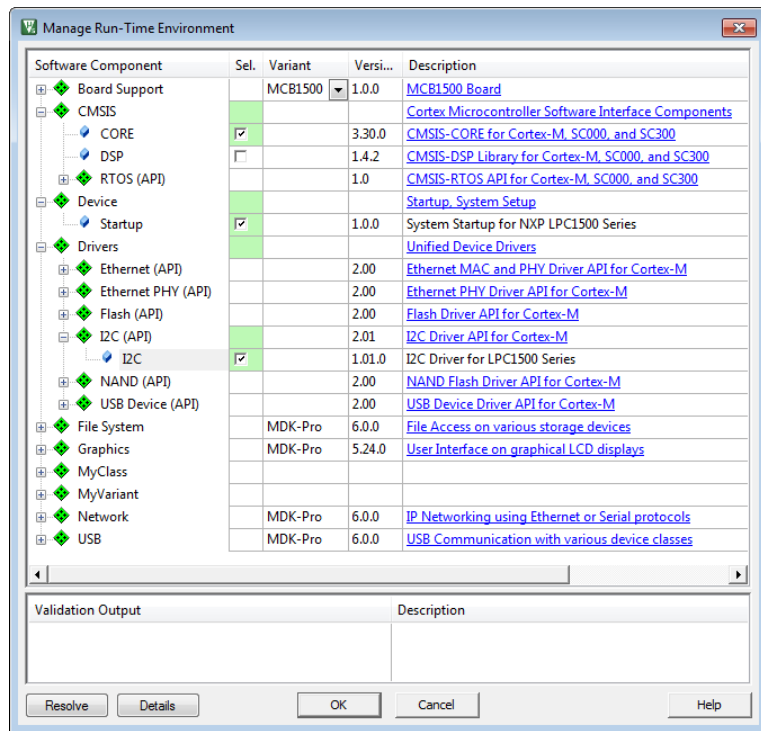 Manage Run-Time Environment
Software Component Sel. Variant Versi... Description
Board Support MCB1500 1.0.0 MCB1500 Board
CMSIS Cortex Microcontroller Software Interface Components
CORE 3.30.0 CMSIS-CORE for Cortex-M, SC000, and SC300
DSP 1.4.2 CMSIS-DSP Library for Cortex-M, SC000, and SC300
RTOS (API) 1.0 CMSIS-RTOS API for Cortex-M, SC000, and SC300
Device Startup, System Setup
Startup 1.0.0 System Startup for NXP LPC1500 Series
Drivers Unified Device Drivers
Ethernet (API) 2.00 Ethernet MAC and PHY Driver API for Cortex-M
Ethernet PHY (API) 2.00 Ethernet PHY Driver API for Cortex-M
Flash (API) 2.00 Flash Driver API for Cortex-M
I2C (API) 2.01 I2C Driver API for Cortex-M
I2C 1.01.0 I2C Driver for LPC1500 Series
NAND (API) 2.00 NAND Flash Driver API for Cortex-M
USB Device (API) 2.00 USB Device Driver API for Cortex-M
File System MDK-Pro 6.0.0 File Access on various storage devices
Graphics MDK-Pro 5.24.0 User Interface on graphical LCD displays
MyClass
MyVariant
Network MDK-Pro 6.0.0 IP Networking using Ethernet or Serial protocols
USB MDK-Pro 6.0.0 USB Communication with various device classes
Validation Output Description
Resolve Details OK Cancel Help